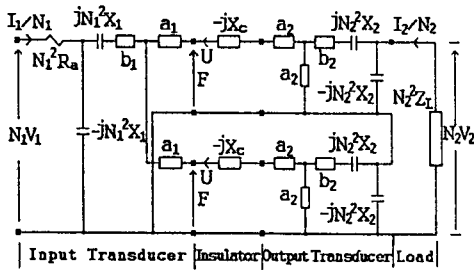 I₁/N₁ jN₁²X₁ a₁ -jXc a₂ jN₂²X₂ I₂/N₂
N₁²Ra b₁ U a₂ b₂
F -jN₂²X₂ N₂²Z_L
N₁V₁ -jN₁²X₁ N₂V₂
a₁ -jXc a₂ jN₂²X₂
U a₂ b₂
F -jN₂²X₂
Input Transducer Insulator Output Transducer Load